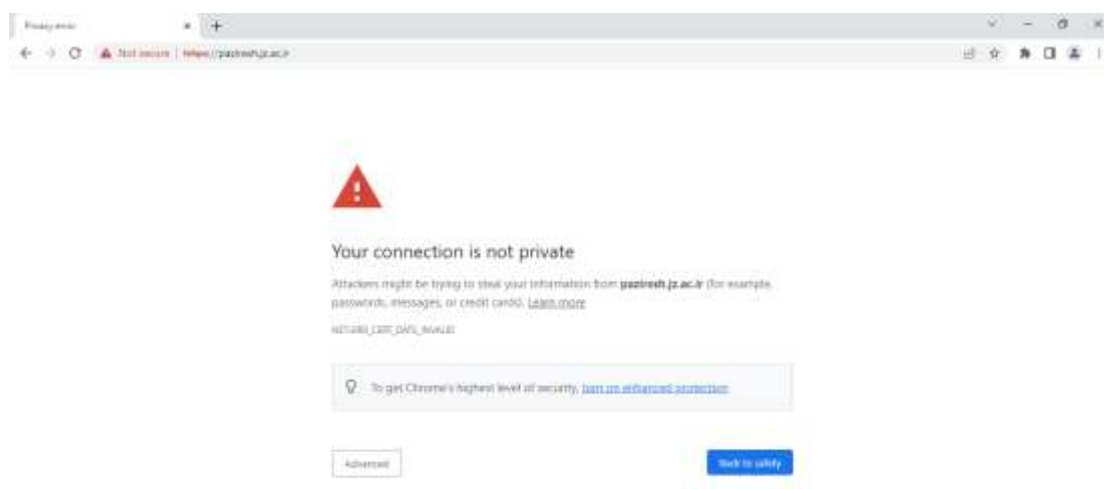 Privacy error
Not secure | https://paziresh.jz.ac.ir
Your connection is not private
Attackers might be trying to steal your information from paziresh.jz.ac.ir (for example,
passwords, messages, or credit cards). Learn more
NET::ERR_CERT_DATE_INVALID
To get Chrome's highest level of security, turn on enhanced protection
Advanced
Back to safety